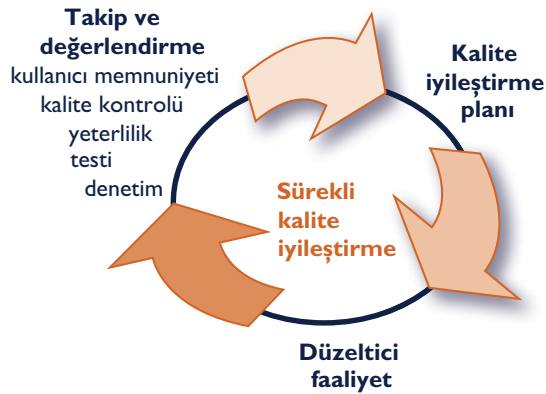 Takip ve
değerlendirme
kullanıcı memnuniyeti
kalite kontrolü
yeterlilik
testi
denetim
Kalite
iyileştirme
planı
Sürekli
kalite
iyileştirme
Düzeltici
faaliyet